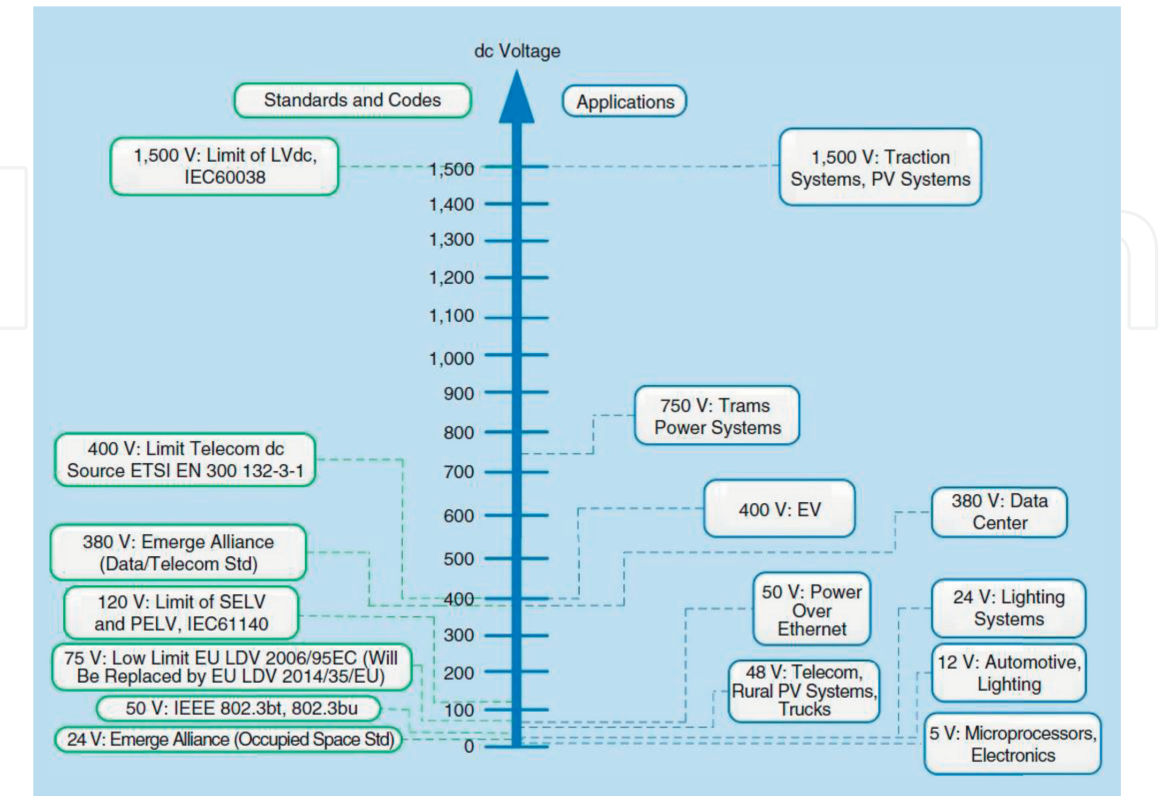 dc Voltage
Standards and Codes
Applications
1,500 V: Limit of LVdc,
IEC60038
1,500 V: Traction
Systems, PV Systems
1,500
1,400
1,300
1,200
1,100
1,000
900
800
700
600
500
400
300
200
100
0
750 V: Trams
Power Systems
400 V: Limit Telecom dc
Source ETSI EN 300 132-3-1
400 V: EV
380 V: Data
Center
380 V: Emerge Alliance
(Data/Telecom Std)
120 V: Limit of SELV
and PELV, IEC61140
50 V: Power
Over
Ethernet
24 V: Lighting
Systems
75 V: Low Limit EU LDV 2006/95EC (Will
Be Replaced by EU LDV 2014/35/EU)
48 V: Telecom,
Rural PV Systems,
Trucks
12 V: Automotive,
Lighting
50 V: IEEE 802.3bt, 802.3bu
24 V: Emerge Alliance (Occupied Space Std)
5 V: Microprocessors,
Electronics